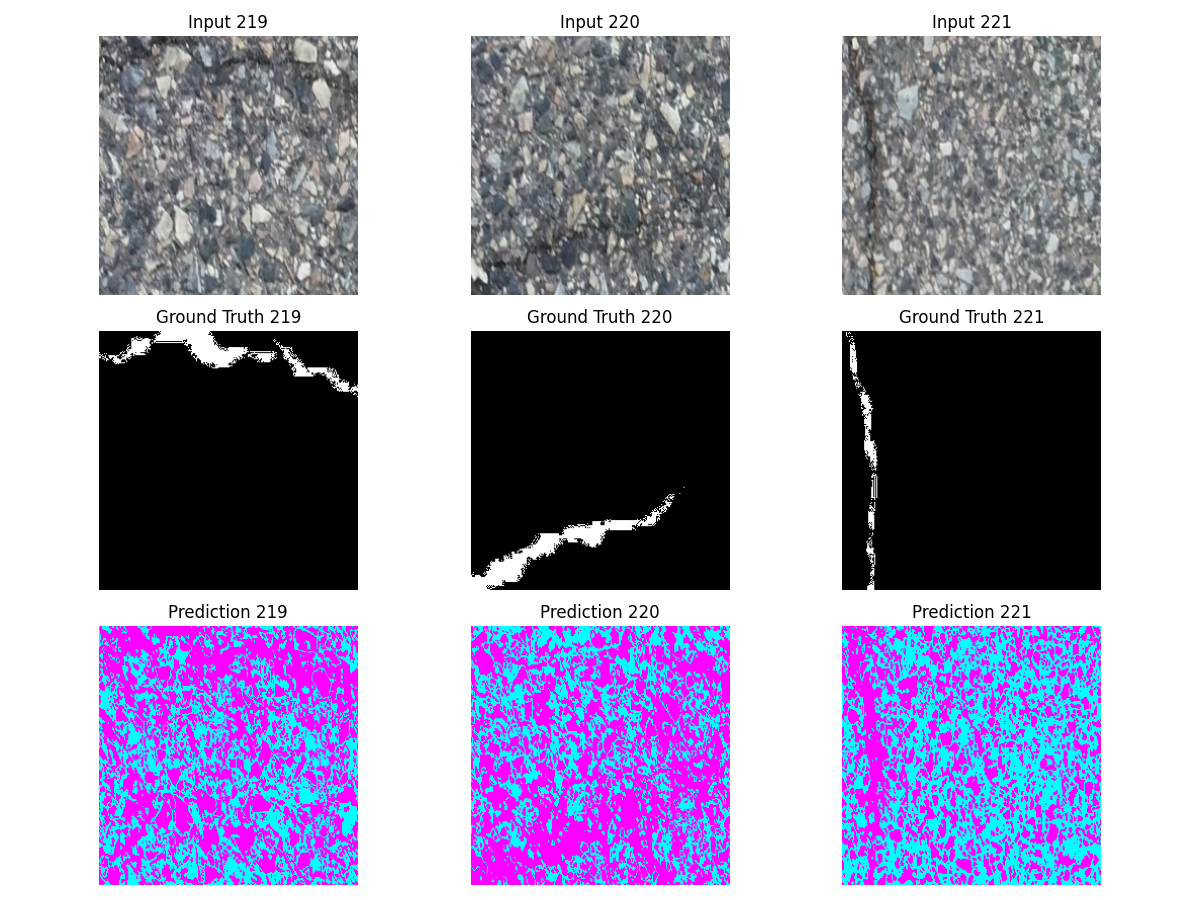 Input 219
Input 220
Input 221
Ground Truth 219
Ground Truth 220
Ground Truth 221
Prediction 219
Prediction 220
Prediction 221